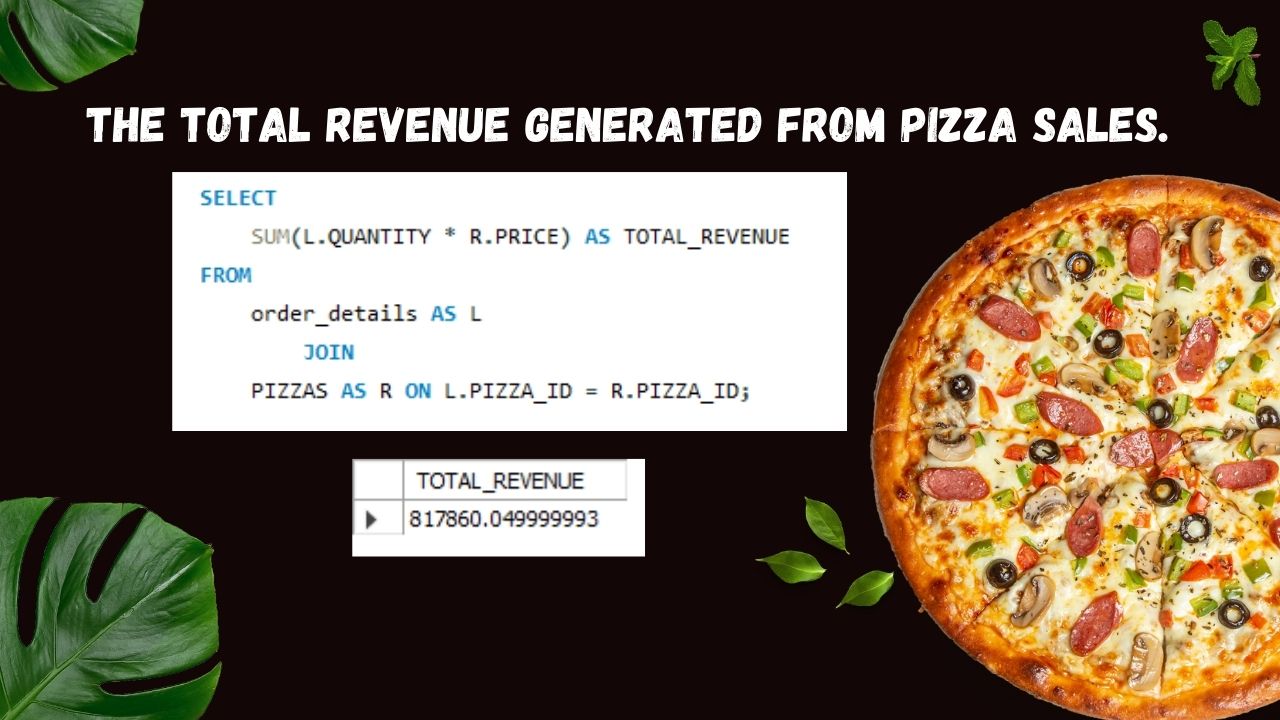 THE TOTAL REVENUE GENERATED FROM PIZZA SALES.
SELECT
SUM(L.QUANTITY * R.PRICE) AS TOTAL_REVENUE
FROM
order_details AS L
JOIN
PIZZAS AS R ON L.PIZZA_ID = R.PIZZA_ID;
TOTAL_REVENUE
817860.049999993